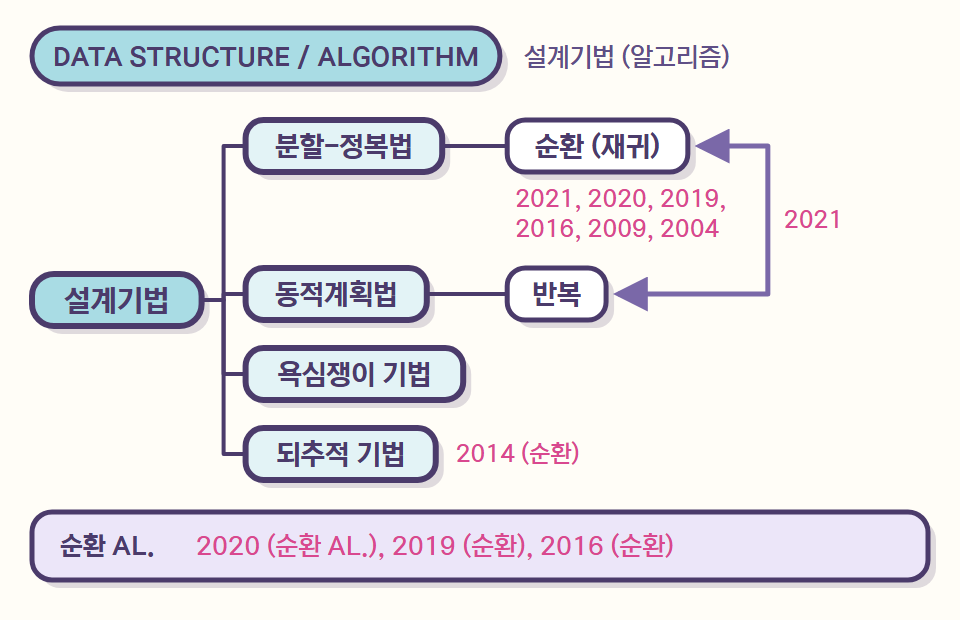 DATA STRUCTURE / ALGORITHM 설계기법 (알고리즘)
분할-정복법
순환 (재귀)
2021, 2020, 2019,
2016, 2009, 2004
2021
설계기법
동적계획법
반복
욕심쟁이 기법
되추적 기법
2014 (순환)
순환 AL. 2020 (순환 AL.), 2019 (순환), 2016 (순환)